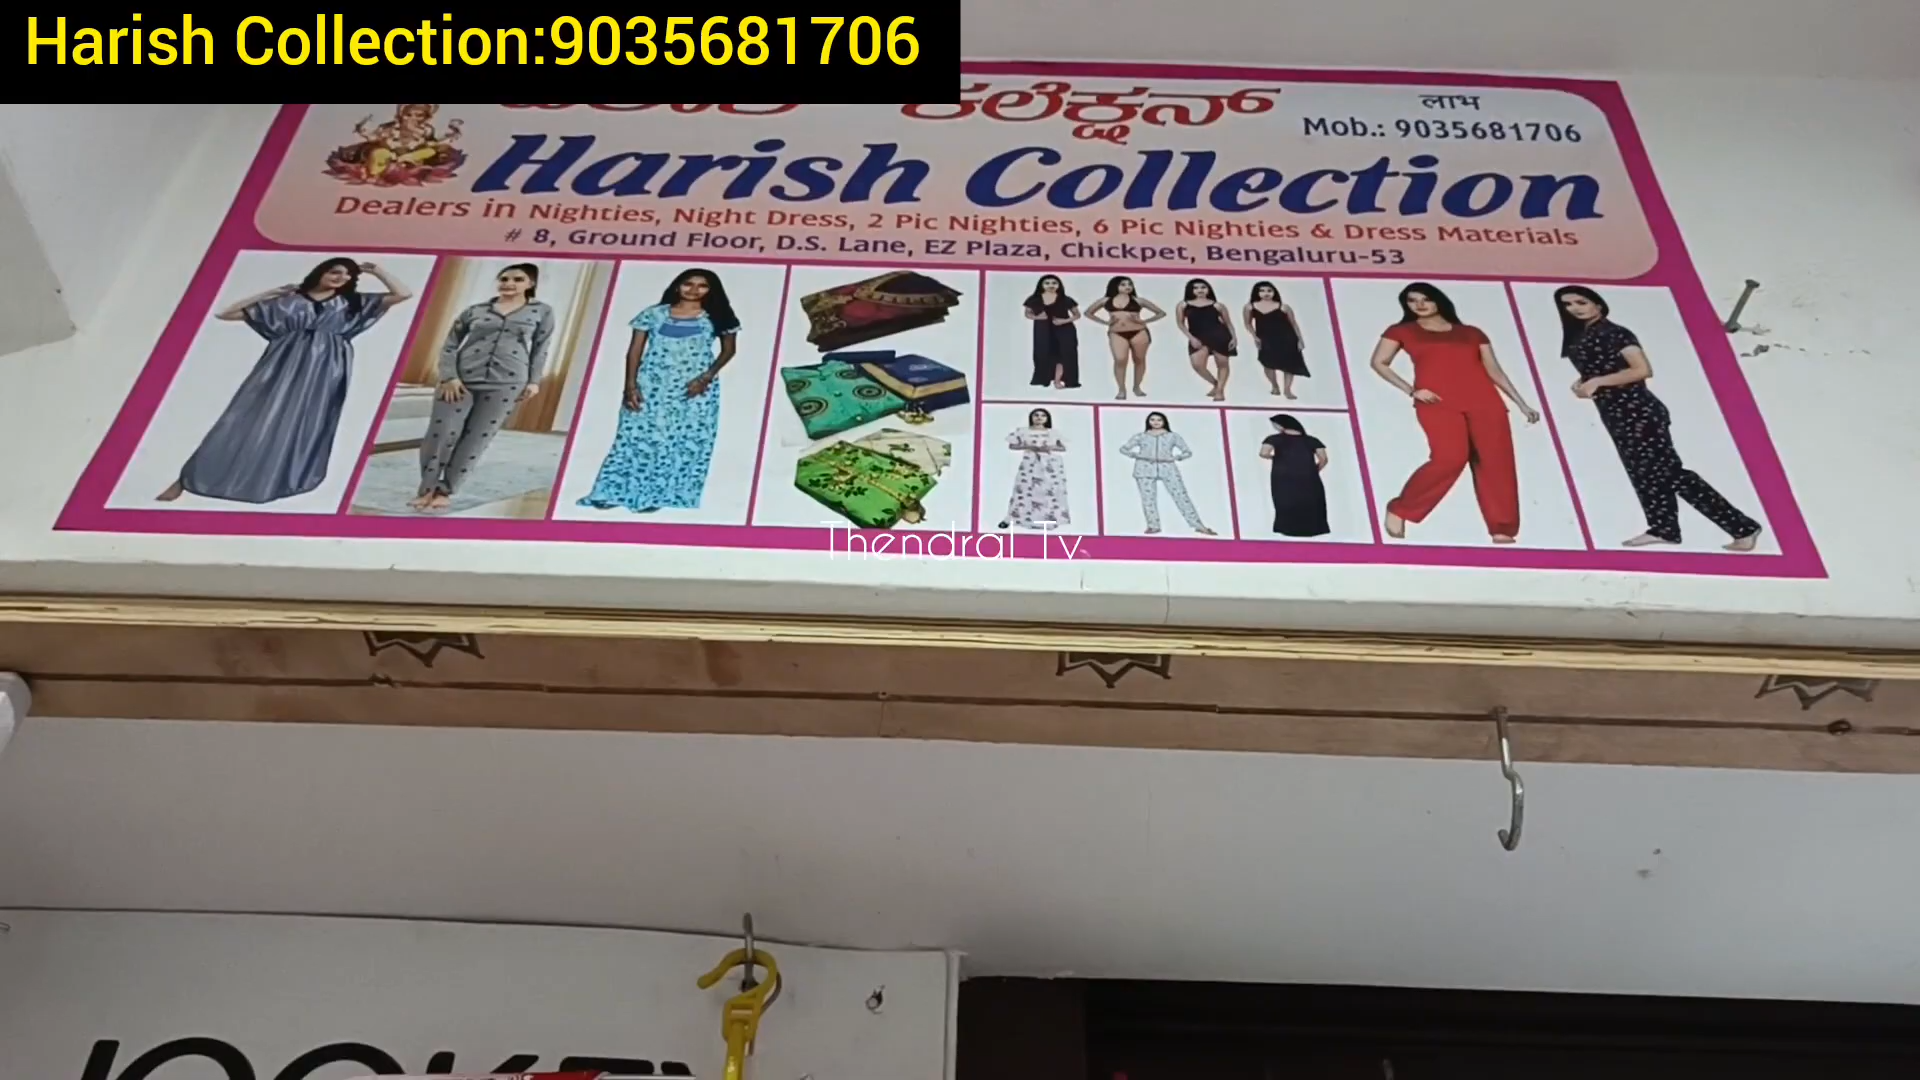 Harish Collection:9035681706
ಕಲೆಕ್ಷನ್
लाभ
Mob.: 9035681706
Harish Collection
Dealers in Nighties, Night Dress, 2 Pic Nighties, 6 Pic Nighties & Dress Materials
# 8, Ground Floor, D.S. Lane, EZ Plaza, Chickpet, Bengaluru-53
Thendral Tv
JOCKEY